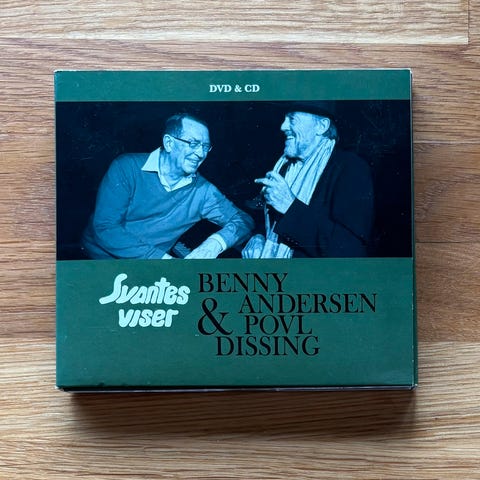 DVD & CD
Svantes
viser
BENNY
ANDERSEN
& POVL
DISSING